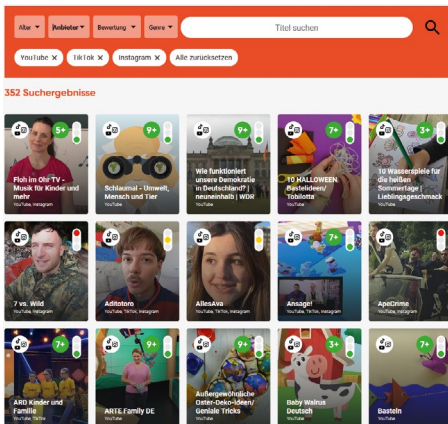 Alter
Anbieter
Bewertung
Genre
Titel suchen
YouTube X
TikTok X
Instagram X
Alle zurücksetzen
352 Suchergebnisse
5+
9+
9+
7+
3+
Floh im Ohr TV -
Musik für Kinder und
mehr
YouTube, Instagram
Schlaumal - Umwelt,
Mensch und Tier
YouTube
Wie funktioniert
unsere Demokratie
in Deutschland? |
neuneinhalb | WDR
YouTube
10 HALLOWEEN
Bastelideen/
Tobilotta
YouTube
10 Wasserspiele für
die heißen
Sommertage |
Lieblingsgeschmack
YouTube
7+
7 vs. Wild
YouTube, Instagram
Aditotoro
YouTube, TikTok, Instagram
AllesAva
YouTube, Instagram
Ansage!
YouTube, TikTok, Instagram
ApeCrime
YouTube, Instagram
7+
9+
9+
3+
7+
ARD Kinder und
Familie
YouTube, TikTok
ARTE Family DE
YouTube
Außergewöhnliche
Oster-Deko-Ideen/
Geniale Tricks
YouTube
Baby Walrus
Deutsch
YouTube
Basteln
YouTube